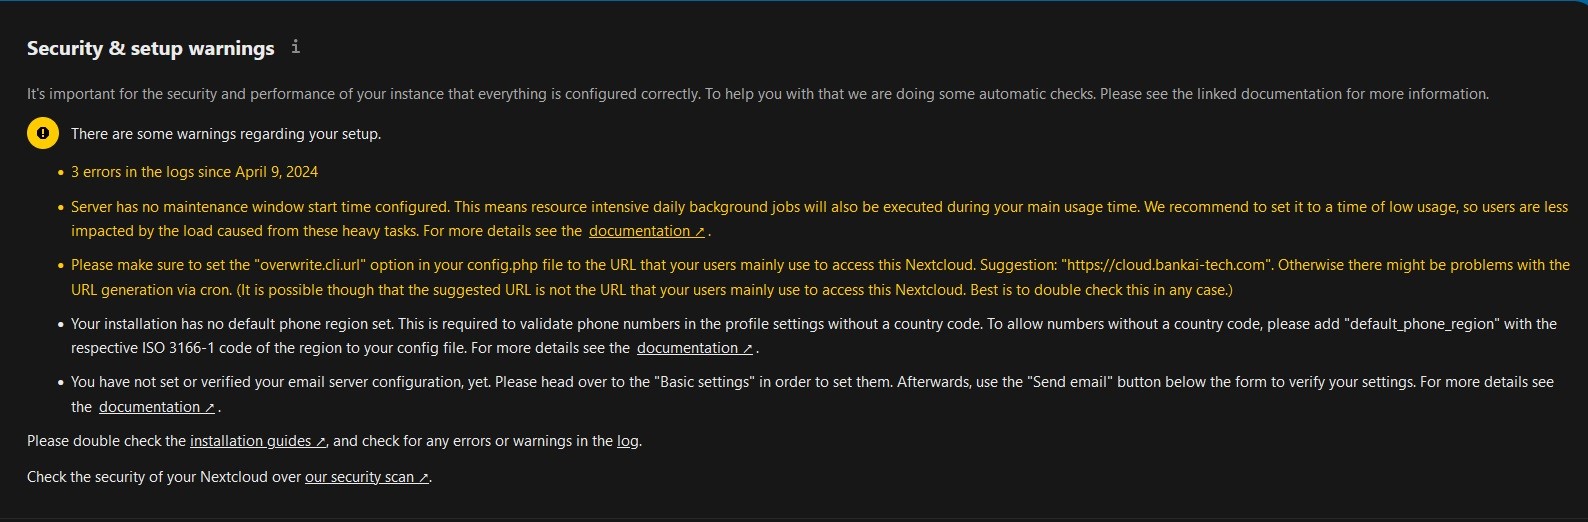 Security & setup warnings i
It's important for the security and performance of your instance that everything is configured correctly. To help you with that we are doing some automatic checks. Please see the linked documentation for more information.
There are some warnings regarding your setup.
• 3 errors in the logs since April 9, 2024
• Server has no maintenance window start time configured. This means resource intensive daily background jobs will also be executed during your main usage time. We recommend to set it to a time of low usage, so users are less
impacted by the load caused from these heavy tasks. For more details see the documentation ↗.
• Please make sure to set the "overwrite.cli.url" option in your config.php file to the URL that your users mainly use to access this Nextcloud. Suggestion: "https://cloud.bankai-tech.com". Otherwise there might be problems with the
URL generation via cron. (It is possible though that the suggested URL is not the URL that your users mainly use to access this Nextcloud. Best is to double check this in any case.)
• Your installation has no default phone region set. This is required to validate phone numbers in the profile settings without a country code. To allow numbers without a country code, please add "default_phone_region" with the
respective ISO 3166-1 code of the region to your config file. For more details see the documentation ↗.
• You have not set or verified your email server configuration, yet. Please head over to the "Basic settings" in order to set them. Afterwards, use the "Send email" button below the form to verify your settings. For more details see
the documentation ↗.
Please double check the installation guides ↗, and check for any errors or warnings in the log.
Check the security of your Nextcloud over our security scan ↗.